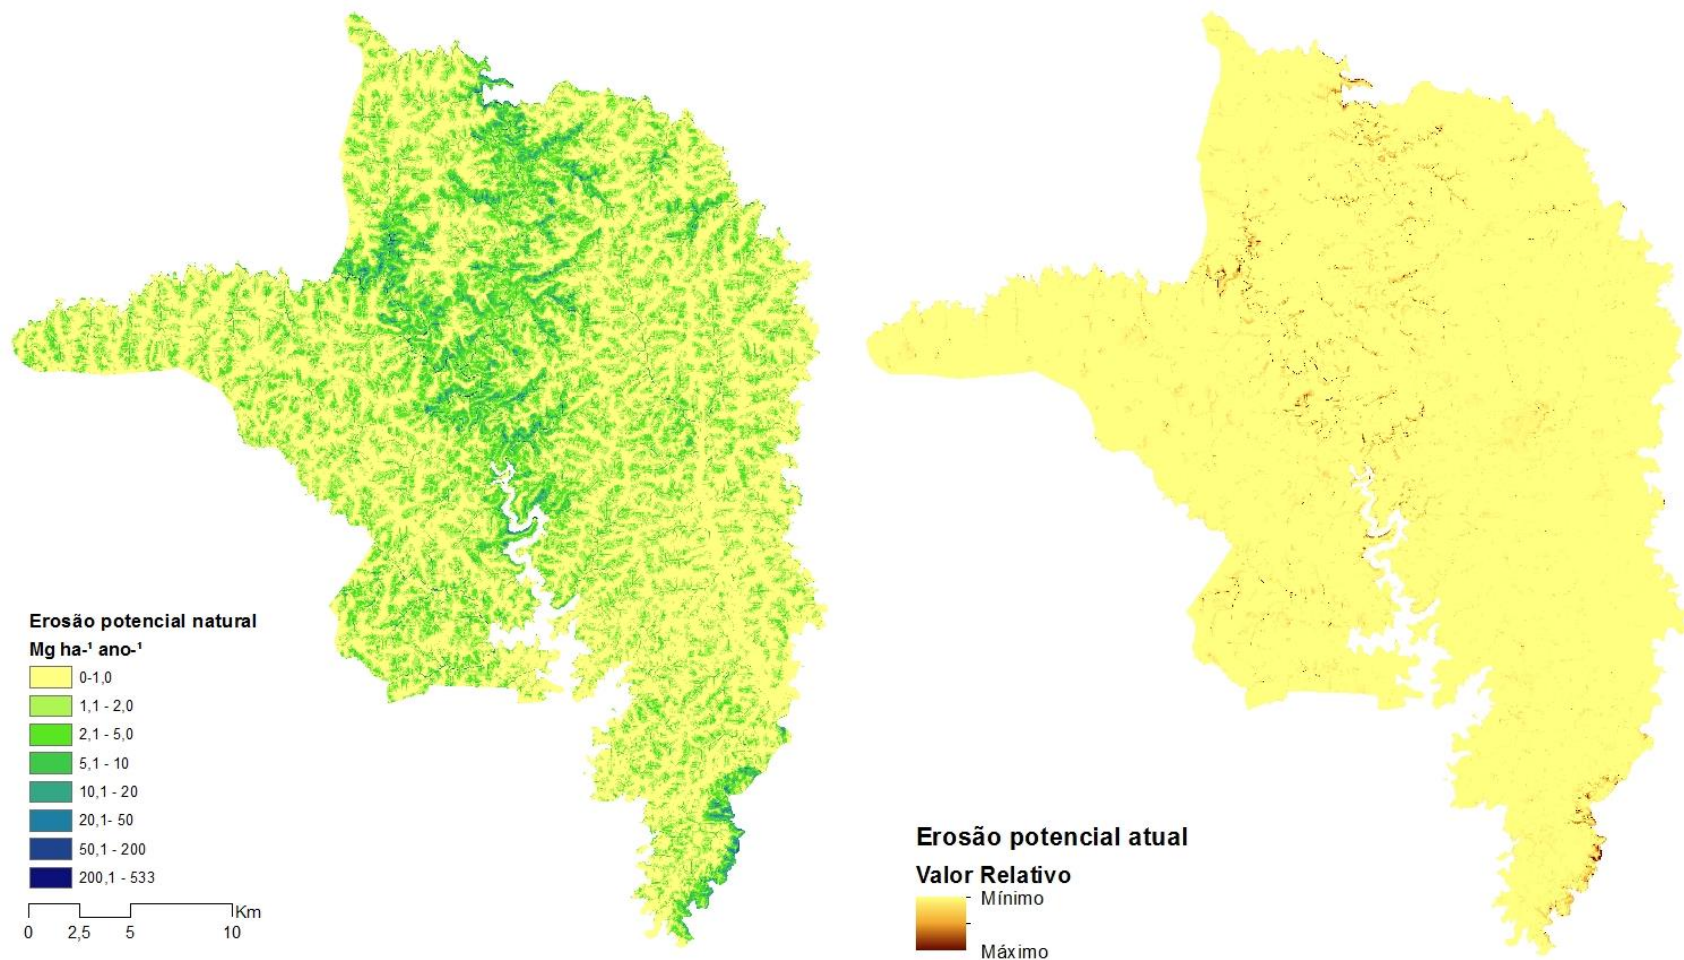 Erosão potencial natural
Mg ha-¹ ano-¹
0-1,0
1,1 - 2,0
2,1 - 5,0
5,1 - 10
10,1 - 20
20,1- 50
50,1 - 200
200,1 - 533
Km
0 2,5 5 10
Erosão potencial atual
Valor Relativo
Mínimo
Máximo